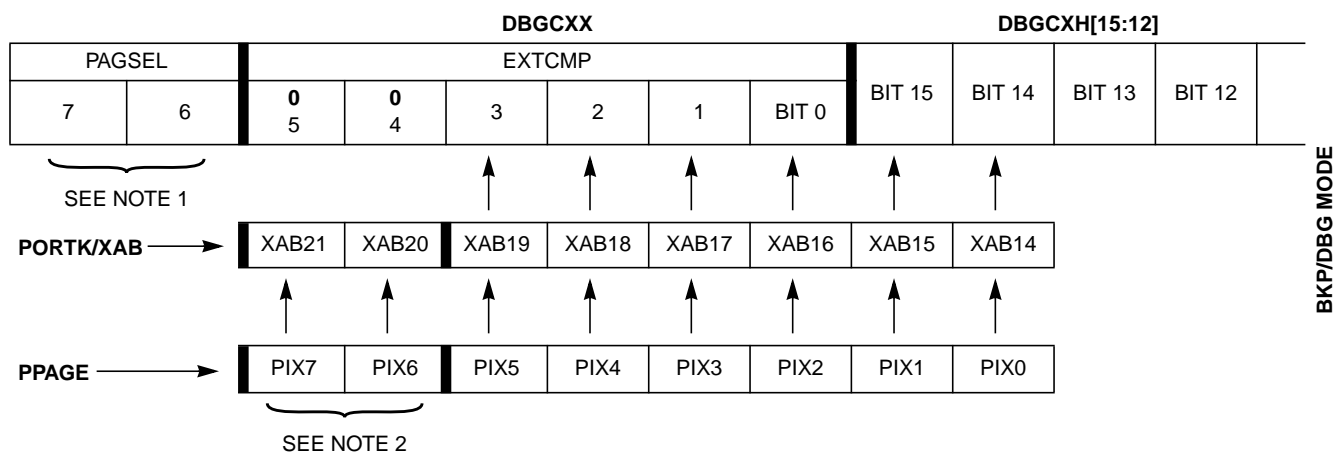 DBGCXX DBGCXH[15:12]
PAGSEL EXTCMP
BIT 15 BIT 14 BIT 13 BIT 12
0 0
7 6 5 4 3 2 1 BIT 0
SEE NOTE 1
PORTK/XAB XAB21 XAB20 XAB19 XAB18 XAB17 XAB16 XAB15 XAB14
PPAGE PIX7 PIX6 PIX5 PIX4 PIX3 PIX2 PIX1 PIX0
SEE NOTE 2
BKP/DBG MODE